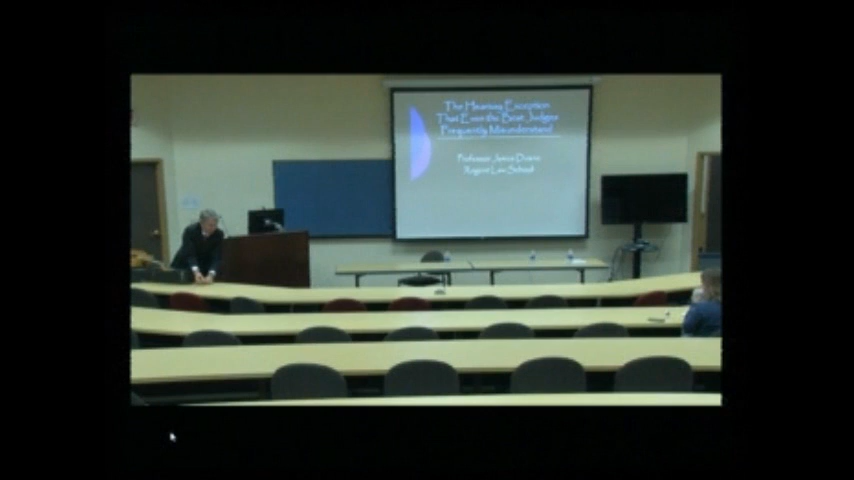 The Hearsay Exception
That Even the Best Judges
Frequently Misunderstand
Professor James Duane
Regent Law School